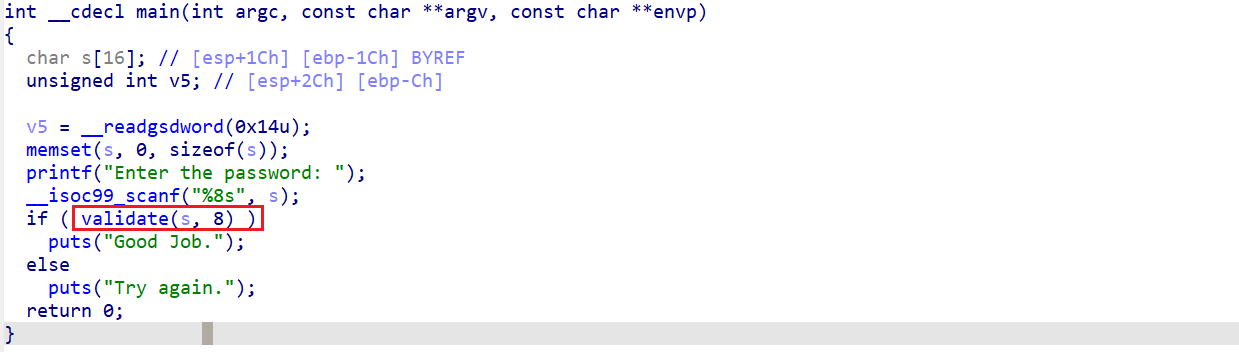 int __cdecl main(int argc, const char **argv, const char **envp)
{
  char s[16]; // [esp+1Ch] [ebp-1Ch] BYREF
  unsigned int v5; // [esp+2Ch] [ebp-Ch]

  v5 = __readgsdword(0x14u);
  memset(s, 0, sizeof(s));
  printf("Enter the password: ");
  __isoc99_scanf("%8s", s);
  if ( validate(s, 8) )
    puts("Good Job.");
  else
    puts("Try again.");
  return 0;
}